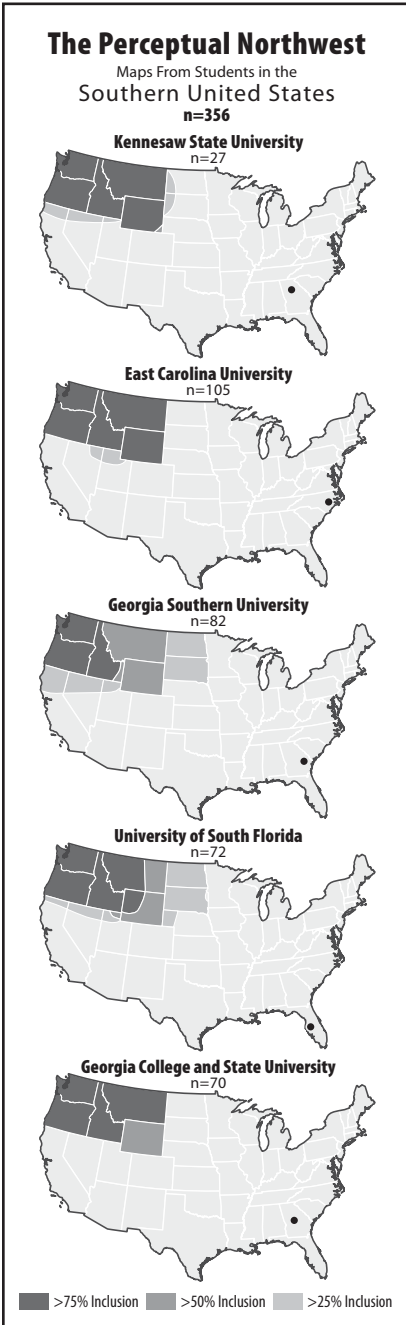 The Perceptual Northwest
Maps From Students in the
Southern United States
n=356
Kennesaw State University
n=27
East Carolina University
n=105
Georgia Southern University
n=82
University of South Florida
n=72
Georgia College and State University
n=70
>75% Inclusion >50% Inclusion >25% Inclusion